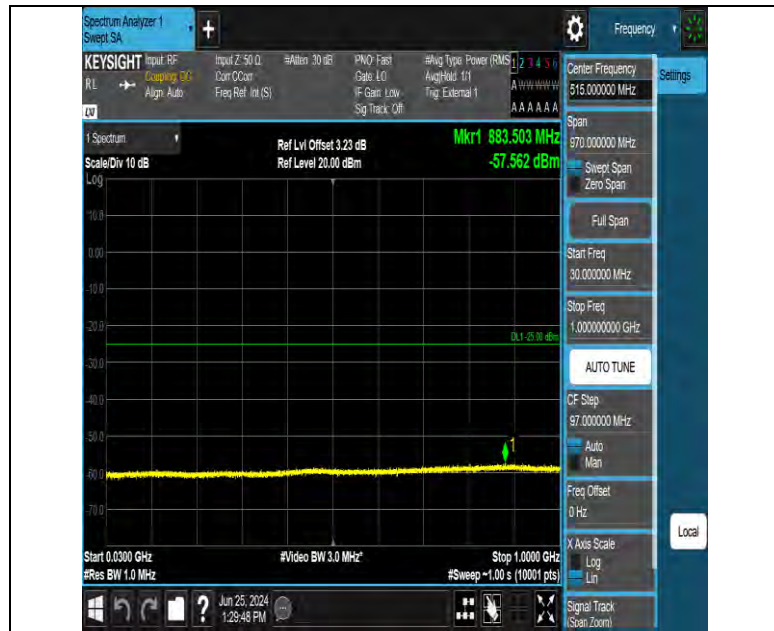 Spectrum Analyzer 1
Swept SA
+
Frequency
KEYSIGHT
Input: RF
Coupling: DC
Align: Auto
Input Z: 50 Ω
Corr CCorr
Freq Ref: Int (S)
#Atten: 30 dB
PNO: Fast
Gate: LO
IF Gain: Low
Sig Track: Off
#Avg Type: Power (RMS
Avg|Hold: 1/1
Trig: External 1
1 2 3 4 5 6
A WW WW W
A A A A A A
RL
LXI
Center Frequency
515.000000 MHz
Settings
Span
970.000000 MHz
Swept Span
Zero Span
Full Span
Start Freq
30.000000 MHz
Stop Freq
1.000000000 GHz
AUTO TUNE
CF Step
97.000000 MHz
Auto
Man
Freq Offset
0 Hz
X Axis Scale
Log
Lin
Signal Track
(Span Zoom)
Local
1 Spectrum
Scale/Div 10 dB
Log
Ref Lvl Offset 3.23 dB
Ref Level 20.00 dBm
Mkr1 883.503 MHz
-57.562 dBm
10.0
0.00
-10.0
-20.0
DL1 -25.00 dBm
-30.0
-40.0
-50.0
1
-60.0
-70.0
Start 0.0300 GHz
#Video BW 3.0 MHz*
Stop 1.0000 GHz
#Res BW 1.0 MHz
#Sweep ~1.00 s (10001 pts)
?
Jun 25, 2024
1:29:48 PM